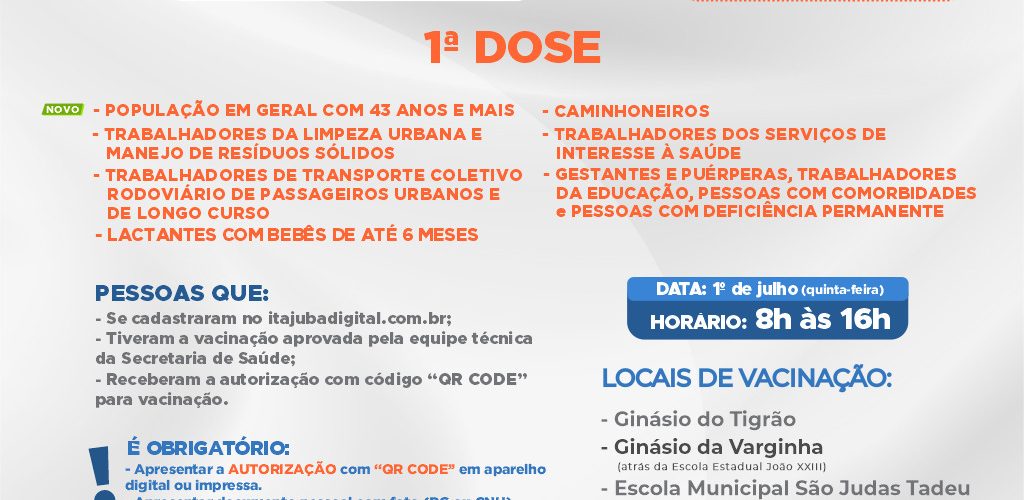 1ª DOSE
NOVO - POPULAÇÃO EM GERAL COM 43 ANOS E MAIS
- TRABALHADORES DA LIMPEZA URBANA E
MANEJO DE RESÍDUOS SÓLIDOS
- TRABALHADORES DE TRANSPORTE COLETIVO
RODOVIÁRIO DE PASSAGEIROS URBANOS E
DE LONGO CURSO
- LACTANTES COM BEBÊS DE ATÉ 6 MESES
- CAMINHONEIROS
- TRABALHADORES DOS SERVIÇOS DE
INTERESSE À SAÚDE
- GESTANTES E PUÉRPERAS, TRABALHADORES
DA EDUCAÇÃO, PESSOAS COM COMORBIDADES
e PESSOAS COM DEFICIÊNCIA PERMANENTE
PESSOAS QUE:
- Se cadastraram no itajubadigital.com.br;
- Tiveram a vacinação aprovada pela equipe técnica
da Secretaria de Saúde;
- Receberam a autorização com código “QR CODE”
para vacinação.
! É OBRIGATÓRIO:
- Apresentar a AUTORIZAÇÃO com “QR CODE” em aparelho
digital ou impressa.
DATA: 1º de julho (quinta-feira)
HORÁRIO: 8h às 16h
LOCAIS DE VACINAÇÃO:
- Ginásio do Tigrão
- Ginásio da Varginha
(atrás da Escola Estadual João XXIII)
- Escola Municipal São Judas Tadeu